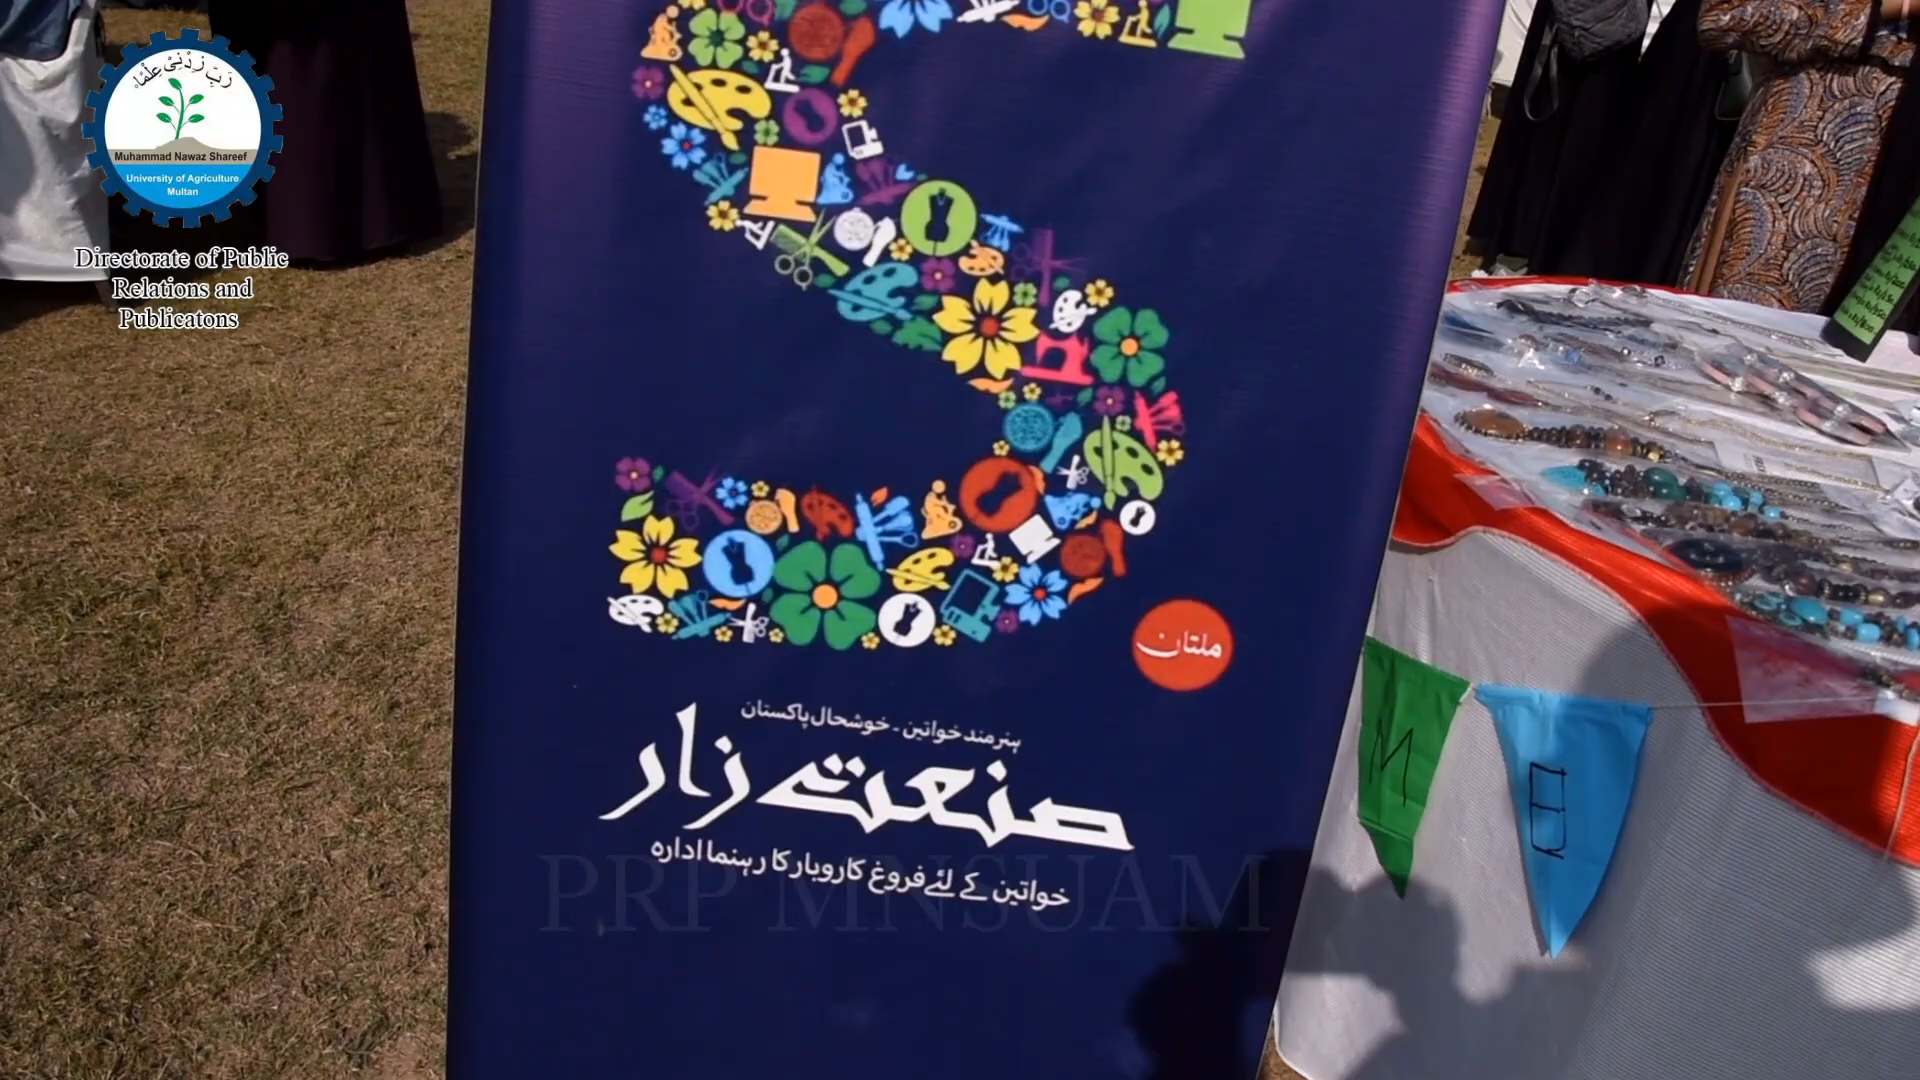 رَبِّ زِدْنِیْ عِلْمًا
Muhammad Nawaz Shareef
University of Agriculture
Multan
Directorate of Public
Relations and
Publicatons
ملتان
ہنرمند خواتین - خوشحال پاکستان
صنعت زار
خواتین کے لئے فروغ کاروبار کا رہنما ادارہ
PRP MNSUAM
M